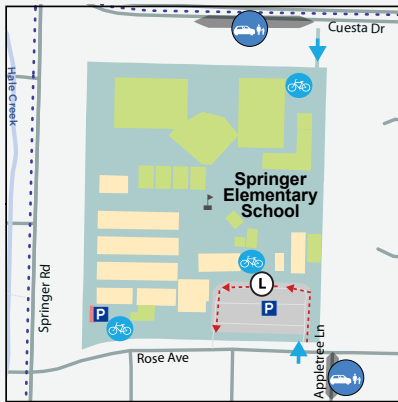 Cuesta Dr
Hale Creek
Springer
Elementary
School
Springer Rd
L
P
P
Rose Ave
Appletree Ln